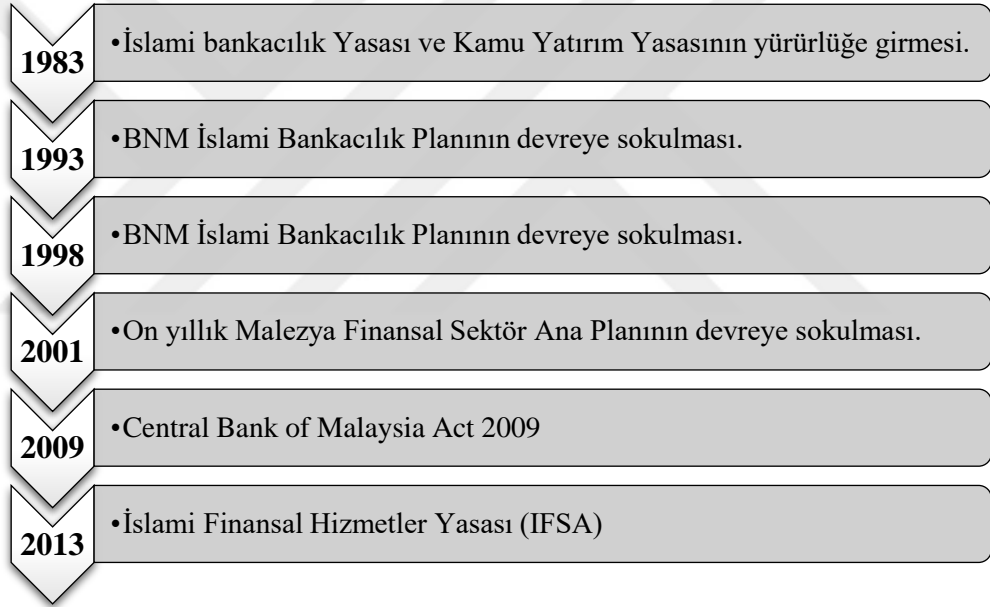 1983
•İslami bankacılık Yasası ve Kamu Yatırım Yasasının yürürlüğe girmesi.
1993
•BNM İslami Bankacılık Planının devreye sokulması.
1998
•BNM İslami Bankacılık Planının devreye sokulması.
2001
•On yıllık Malezya Finansal Sektör Ana Planının devreye sokulması.
2009
•Central Bank of Malaysia Act 2009
2013
•İslami Finansal Hizmetler Yasası (IFSA)